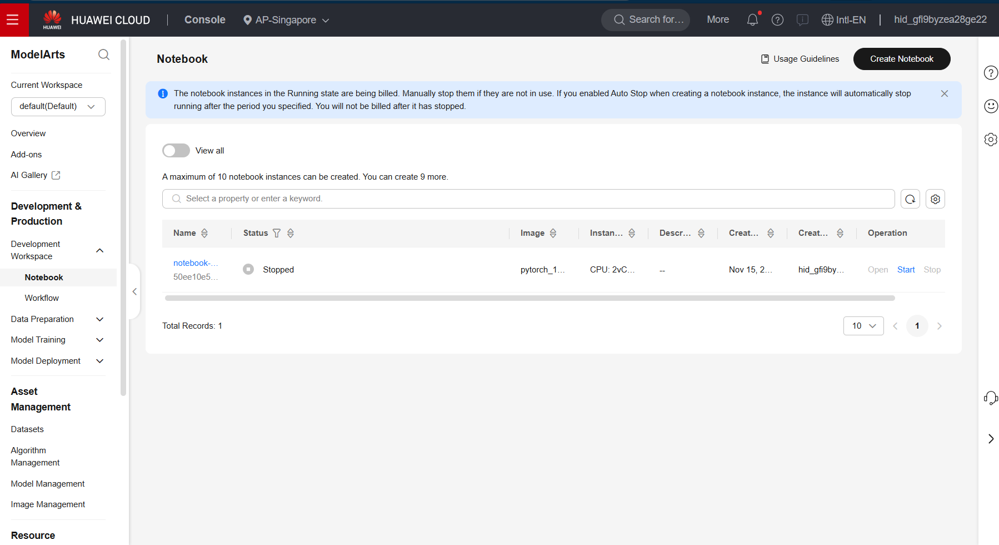 HUAWEI
HUAWEI CLOUD
Console
AP-Singapore
Search for...
More
Intl-EN
hid_gfi9byzea28ge22
ModelArts
Current Workspace
default(Default)
Overview
Add-ons
AI Gallery
Development &
Production
Development
Workspace
Notebook
Workflow
Data Preparation
Model Training
Model Deployment
Asset
Management
Datasets
Algorithm
Management
Model Management
Image Management
Resource
Notebook
Usage Guidelines
Create Notebook
The notebook instances in the Running state are being billed. Manually stop them if they are not in use. If you enabled Auto Stop when creating a notebook instance, the instance will automatically stop
running after the period you specified. You will not be billed after it has stopped.
View all
A maximum of 10 notebook instances can be created. You can create 9 more.
Select a property or enter a keyword.
Name Status Image Instan... Descr... Creat... Creat... Operation
notebook-...
50ee10e5...
Stopped pytorch_1... CPU: 2vC... -- Nov 15, 2... hid_gfi9by... Open Start Stop
Total Records: 1
10
1